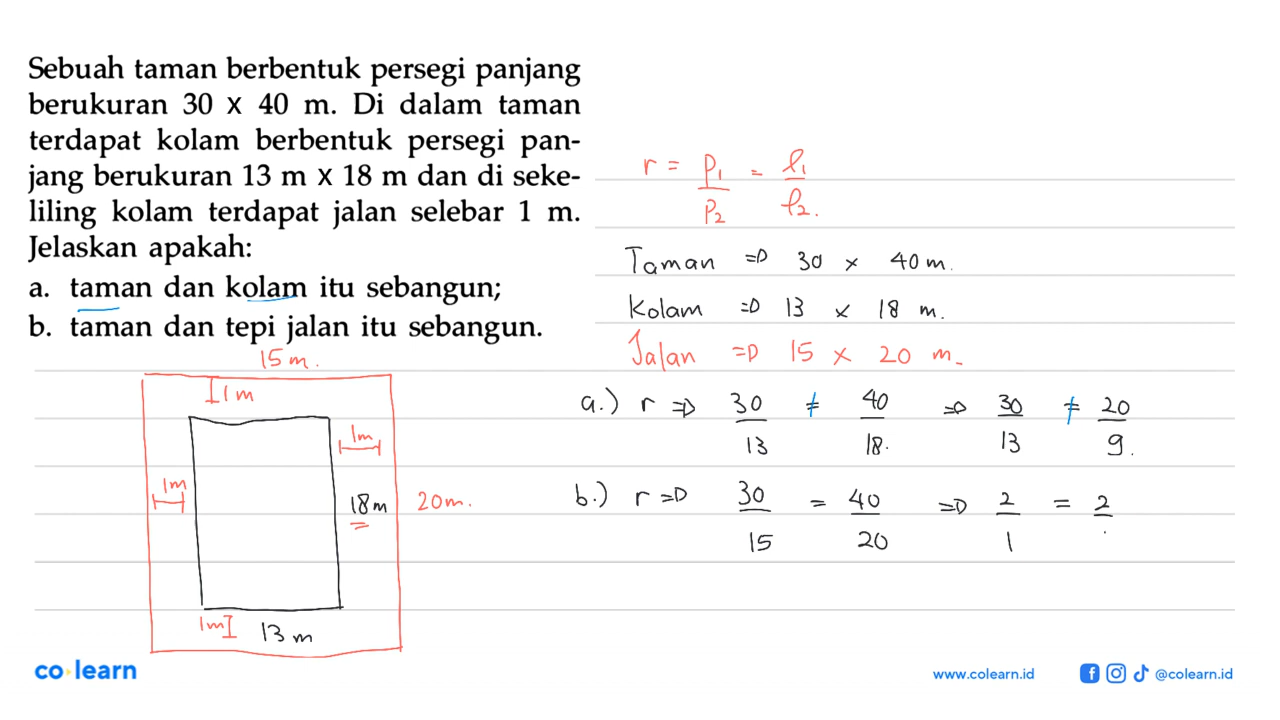 Sebuah taman berbentuk persegi panjang
berukuran 30 x 40 m. Di dalam taman
terdapat kolam berbentuk persegi pan-
jang berukuran 13 m x 18 m dan di seke-
liling kolam terdapat jalan selebar 1 m.
Jelaskan apakah:
a. taman dan kolam itu sebangun;
b. taman dan tepi jalan itu sebangun.
15 m.
1 m
1m
1m
18 m
20 m.
1m
13 m
r = p₁/p₂ = l₁/l₂.
Taman => 30 x 40 m.
Kolam => 13 x 18 m.
Jalan => 15 x 20 m.
a.) r => 30/13 ≠ 40/18. => 30/13 ≠ 20/9.
b.) r => 30/15 = 40/20 => 2/1 = 2/
co learn
www.colearn.id
@colearn.id